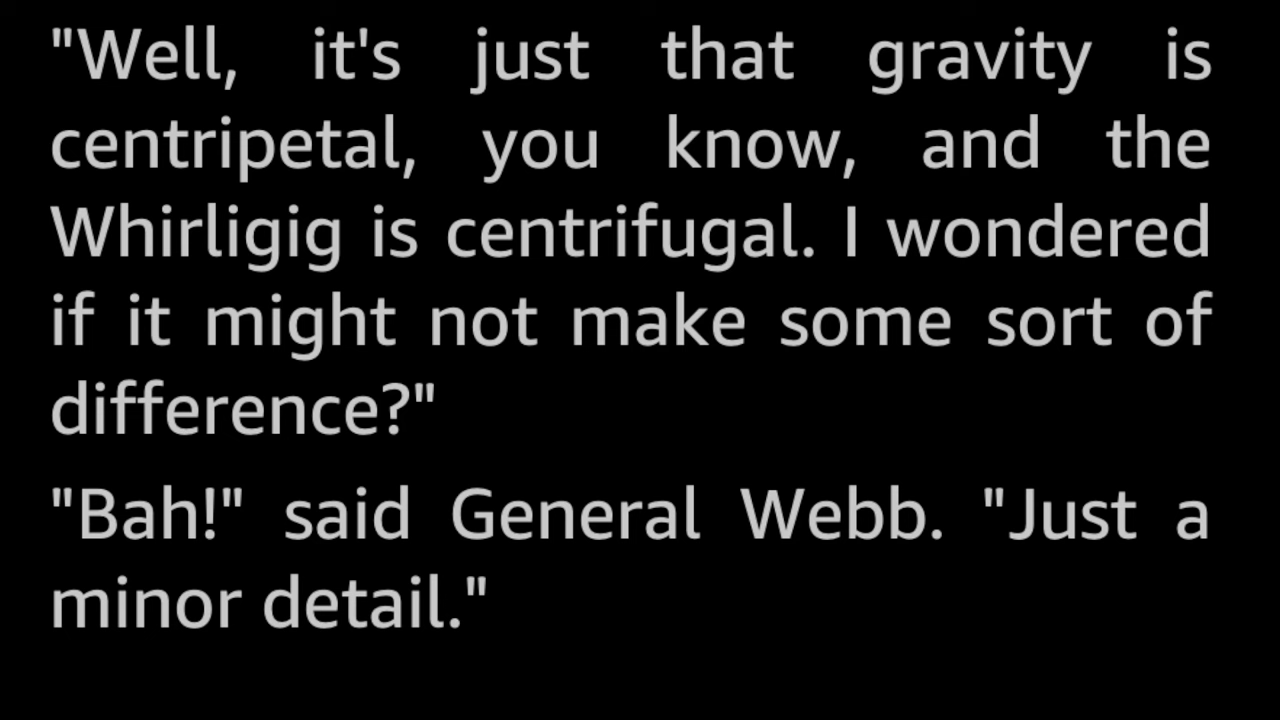 "Well, it's just that gravity is
centripetal, you know, and the
Whirligig is centrifugal. I wondered
if it might not make some sort of
difference?"
"Bah!" said General Webb. "Just a
minor detail."